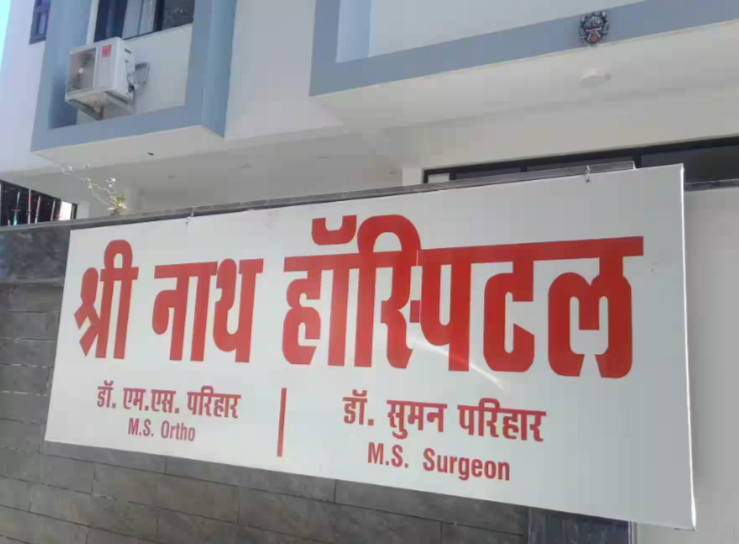 श्री नाथ हॉस्पिटल
डॉ. एम.एस. परिहार
M.S. Ortho
डॉ. सुमन परिहार
M.S. Surgeon